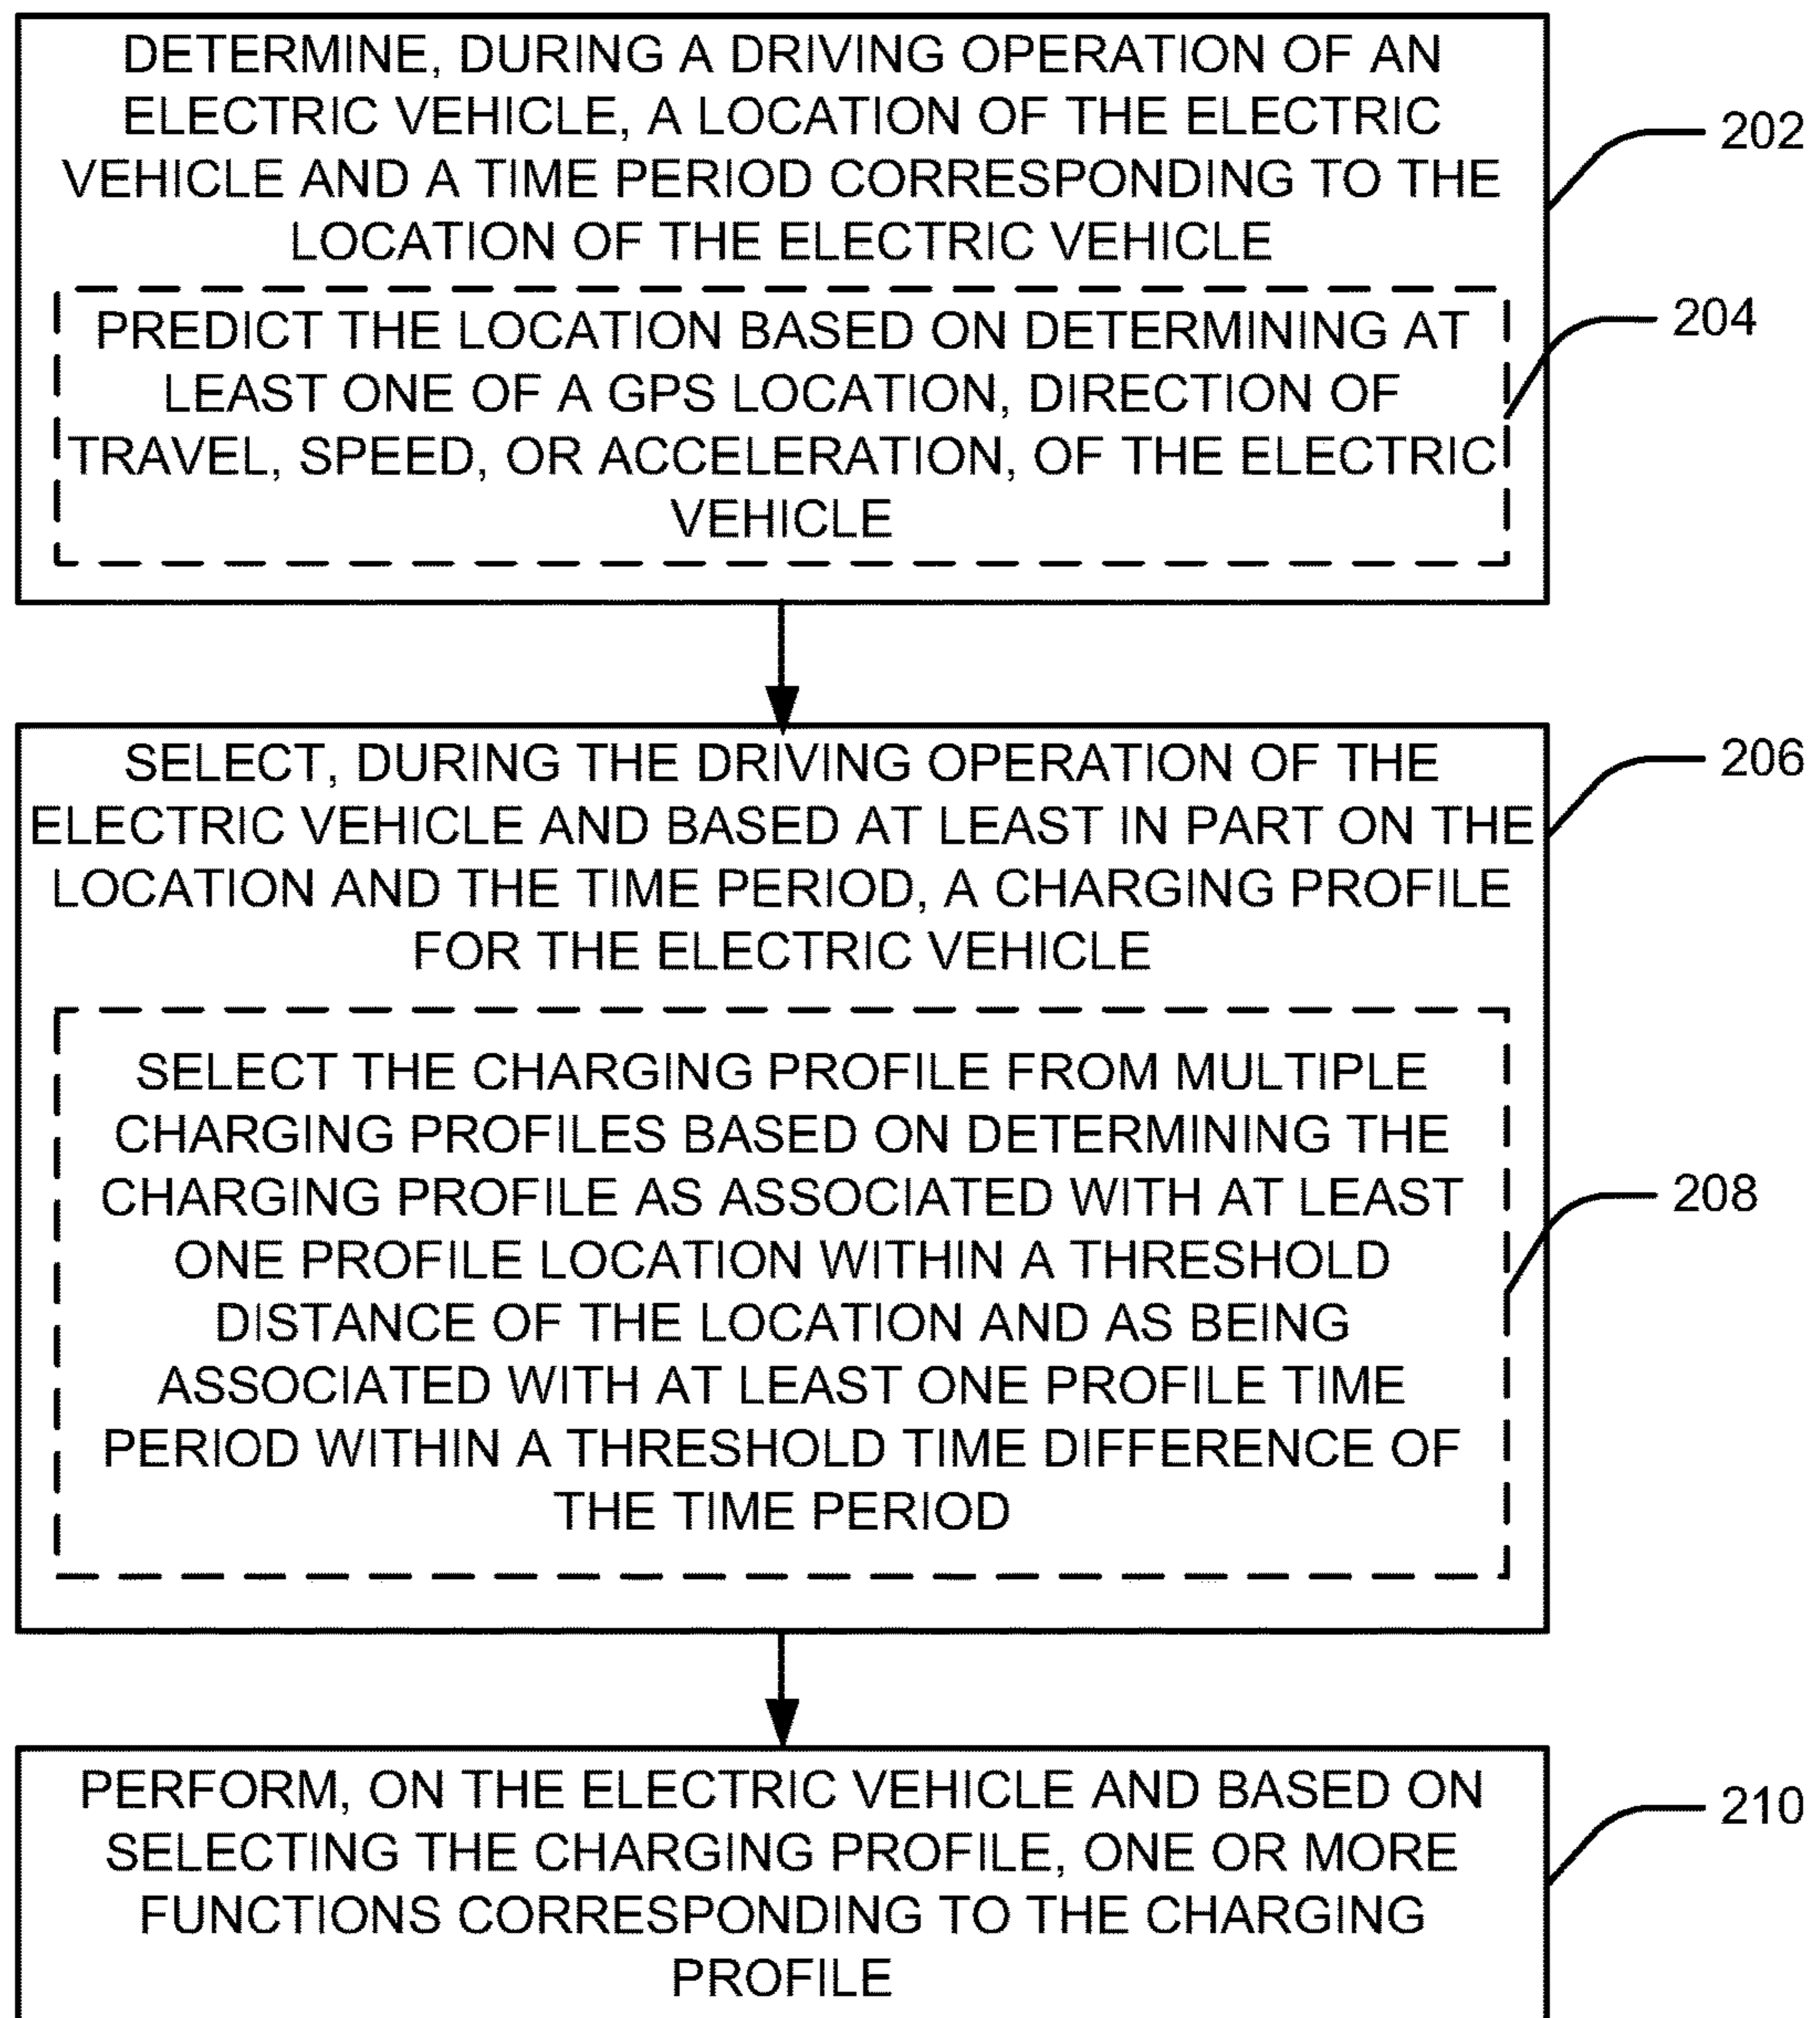 DETERMINE, DURING A DRIVING OPERATION OF AN
ELECTRIC VEHICLE, A LOCATION OF THE ELECTRIC
VEHICLE AND A TIME PERIOD CORRESPONDING TO THE
LOCATION OF THE ELECTRIC VEHICLE
202
PREDICT THE LOCATION BASED ON DETERMINING AT
LEAST ONE OF A GPS LOCATION, DIRECTION OF
TRAVEL, SPEED, OR ACCELERATION, OF THE ELECTRIC
VEHICLE
204
SELECT, DURING THE DRIVING OPERATION OF THE
ELECTRIC VEHICLE AND BASED AT LEAST IN PART ON THE
LOCATION AND THE TIME PERIOD, A CHARGING PROFILE
FOR THE ELECTRIC VEHICLE
206
SELECT THE CHARGING PROFILE FROM MULTIPLE
CHARGING PROFILES BASED ON DETERMINING THE
CHARGING PROFILE AS ASSOCIATED WITH AT LEAST
ONE PROFILE LOCATION WITHIN A THRESHOLD
DISTANCE OF THE LOCATION AND AS BEING
ASSOCIATED WITH AT LEAST ONE PROFILE TIME
PERIOD WITHIN A THRESHOLD TIME DIFFERENCE OF
THE TIME PERIOD
208
PERFORM, ON THE ELECTRIC VEHICLE AND BASED ON
SELECTING THE CHARGING PROFILE, ONE OR MORE
FUNCTIONS CORRESPONDING TO THE CHARGING
PROFILE
210